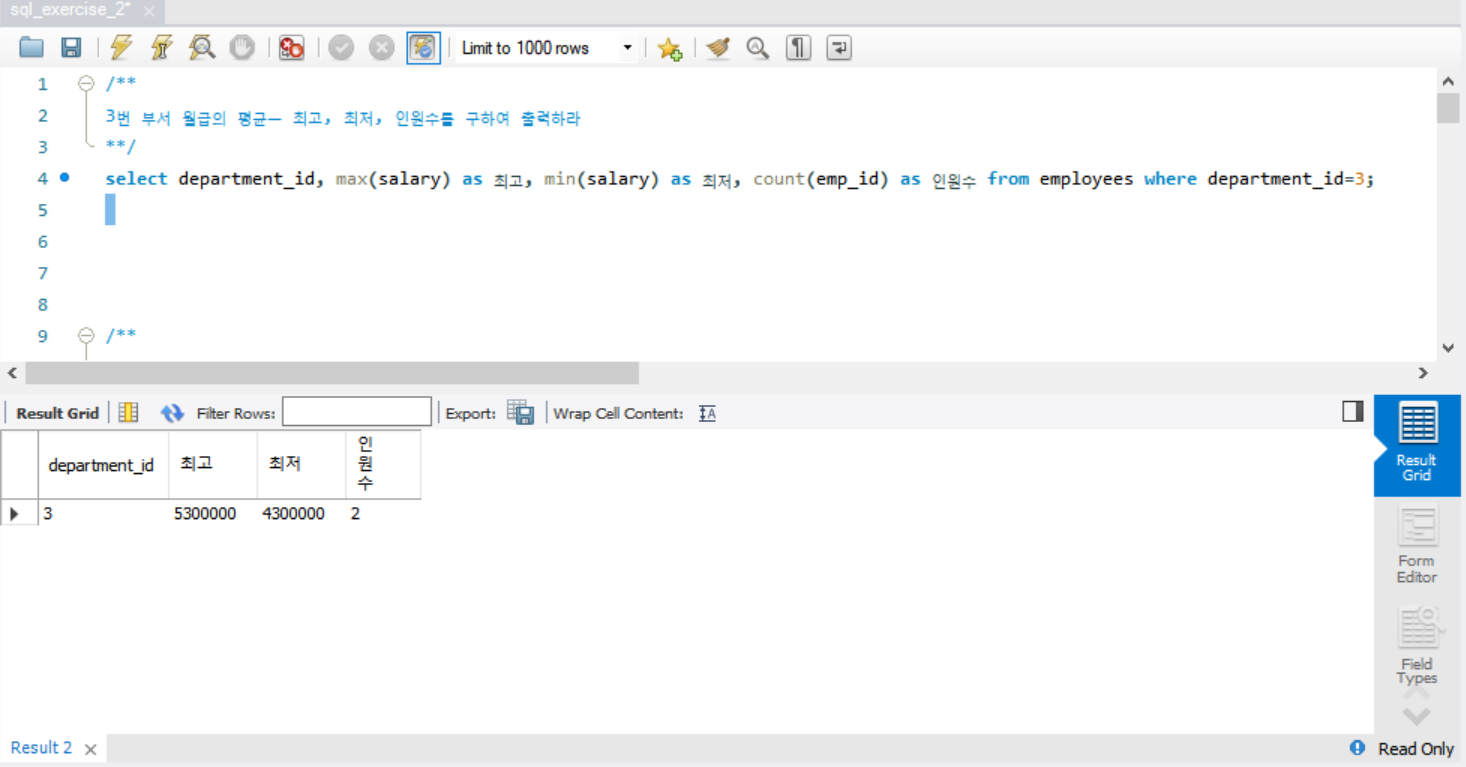 sql_exercise_2* ×
Limit to 1000 rows
1 /**
2 3번 부서 월급의 평균ㅡ 최고, 최저, 인원수를 구하여 출력하라
3 **/
4 select department_id, max(salary) as 최고, min(salary) as 최저, count(emp_id) as 인원수 from employees where department_id=3;
5
6
7
8
9 /**
Result Grid Filter Rows: Export: Wrap Cell Content: IA
department_id 최고 최저 인원수
3 5300000 4300000 2
Result Grid
Form Editor
Field Types
Result 2 × Read Only